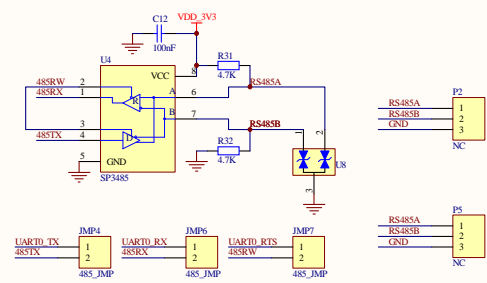 VDD_3V3
C12
100nF
U4
R31
4.7K
VCC
8
485RW
2
485RX
1
R
A
6
RS485A
B
7
RS485B
3
485TX
4
D
5
GND
SP3485
R32
4.7K
1
2
3
U8
P2
RS485A
1
RS485B
2
GND
3
NC
P5
RS485A
1
RS485B
2
GND
3
NC
JMP4
UART0_TX
1
485TX
2
485_JMP
JMP6
UART0_RX
1
485RX
2
485_JMP
JMP7
UART0_RTS
1
485RW
2
485_JMP